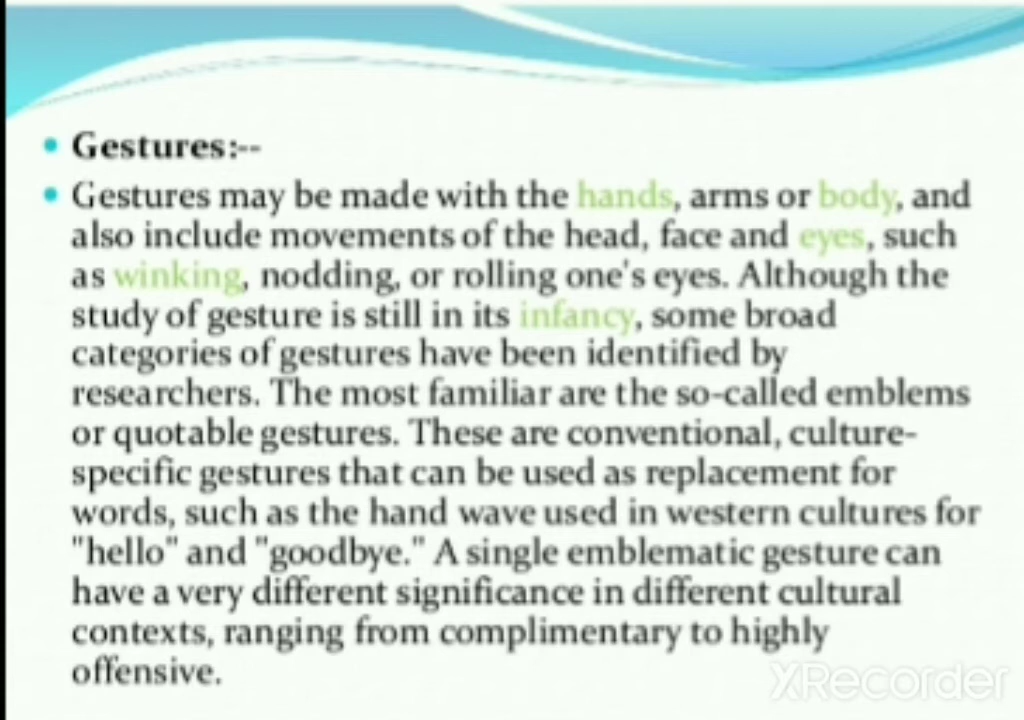 Gestures:--
Gestures may be made with the hands, arms or body, and
also include movements of the head, face and eyes, such
as winking, nodding, or rolling one's eyes. Although the
study of gesture is still in its infancy, some broad
categories of gestures have been identified by
researchers. The most familiar are the so-called emblems
or quotable gestures. These are conventional, culture-
specific gestures that can be used as replacement for
words, such as the hand wave used in western cultures for
"hello" and "goodbye." A single emblematic gesture can
have a very different significance in different cultural
contexts, ranging from complimentary to highly
offensive.
XRecorder